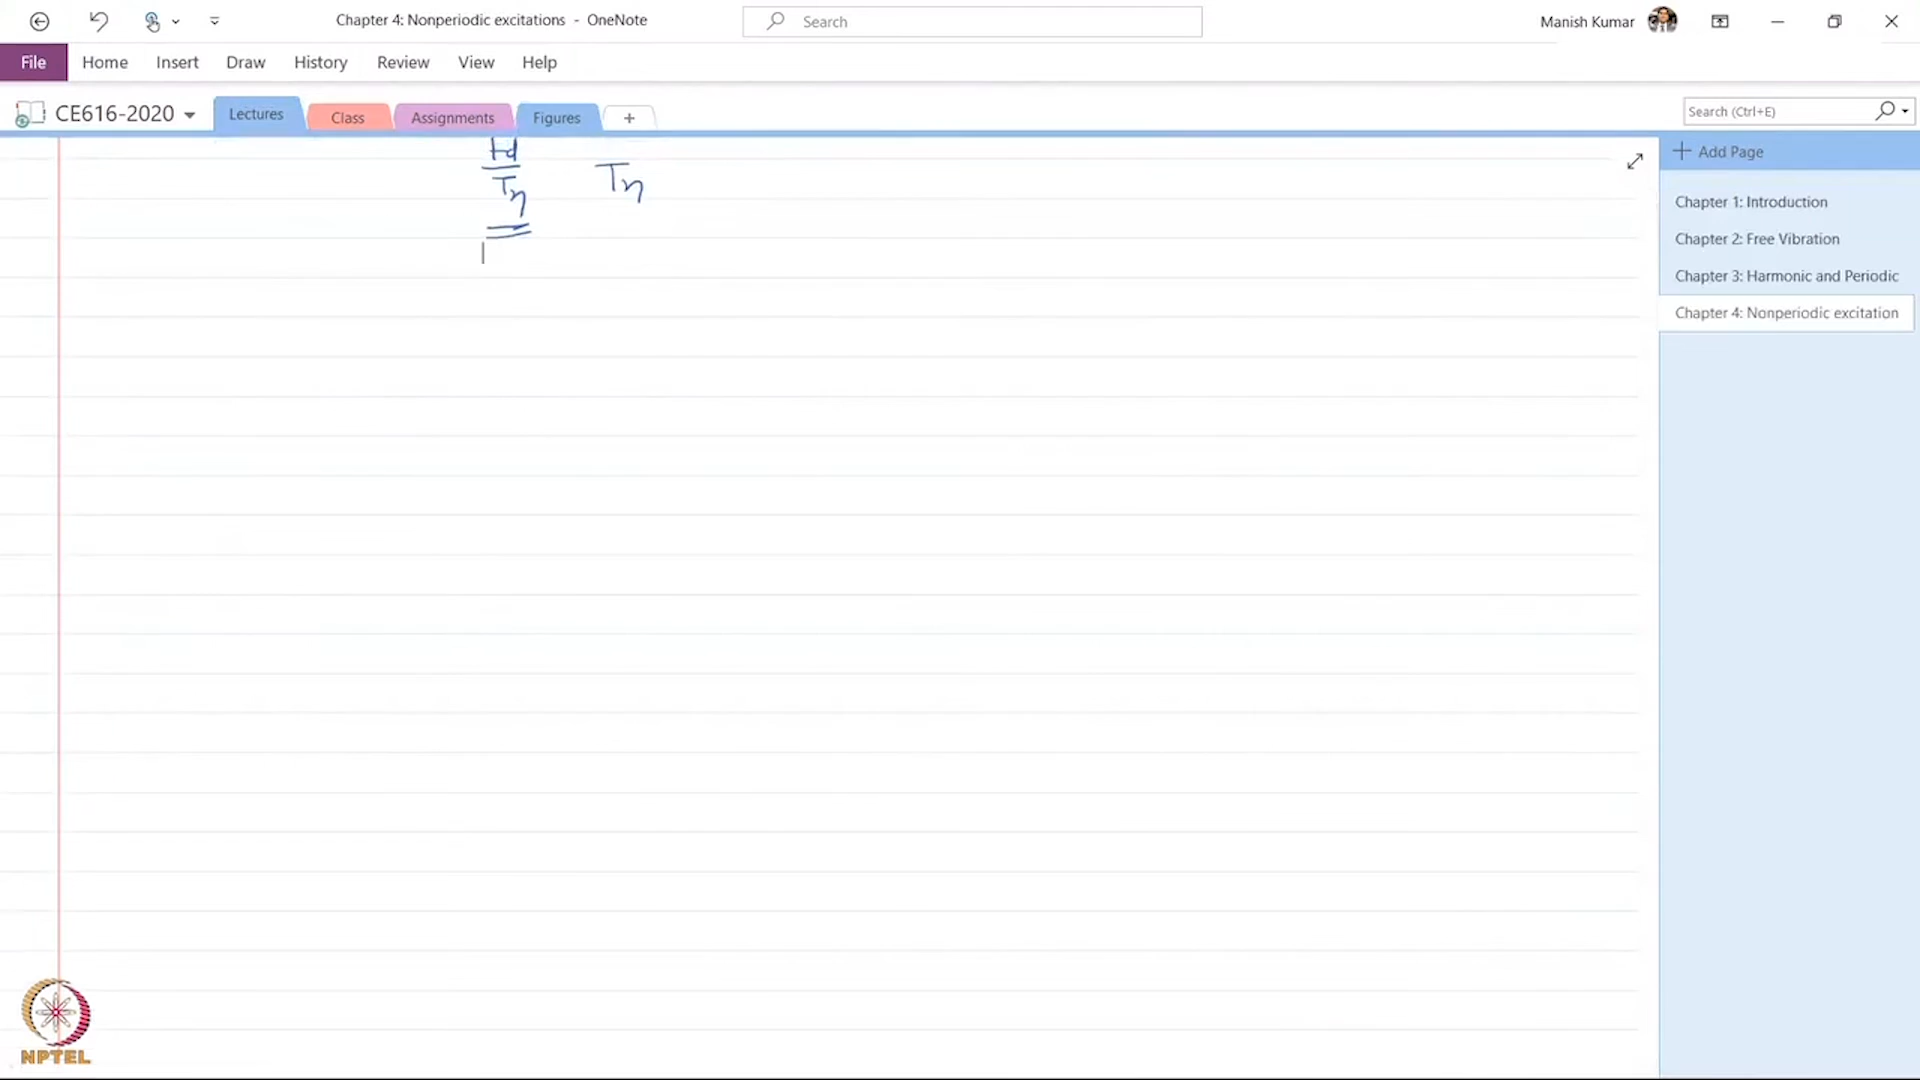 Chapter 4: Nonperiodic excitations - OneNote
Search
Manish Kumar
File Home Insert Draw History Review View Help
CE616-2020
Lectures Class Assignments Figures +
Search (Ctrl+E)
+ Add Page
Chapter 1: Introduction
Chapter 2: Free Vibration
Chapter 3: Harmonic and Periodic
Chapter 4: Nonperiodic excitation
td
Tn Tn
NPTEL